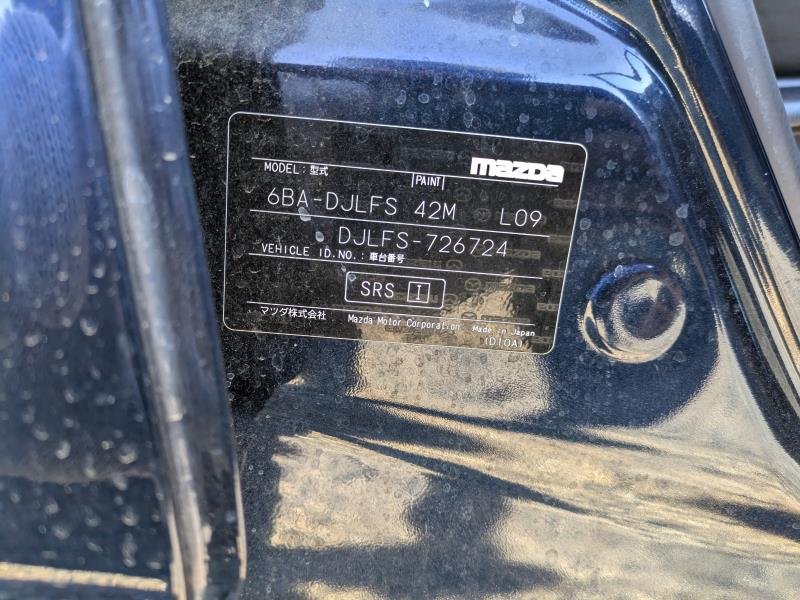 mazda
MODEL: 型式 PAINT
6BA-DJLFS 42M L09
DJLFS-726724
VEHICLE ID.NO.: 車台番号
SRS I
マツダ株式会社 Mazda Motor Corporation Made in Japan
(D10A)